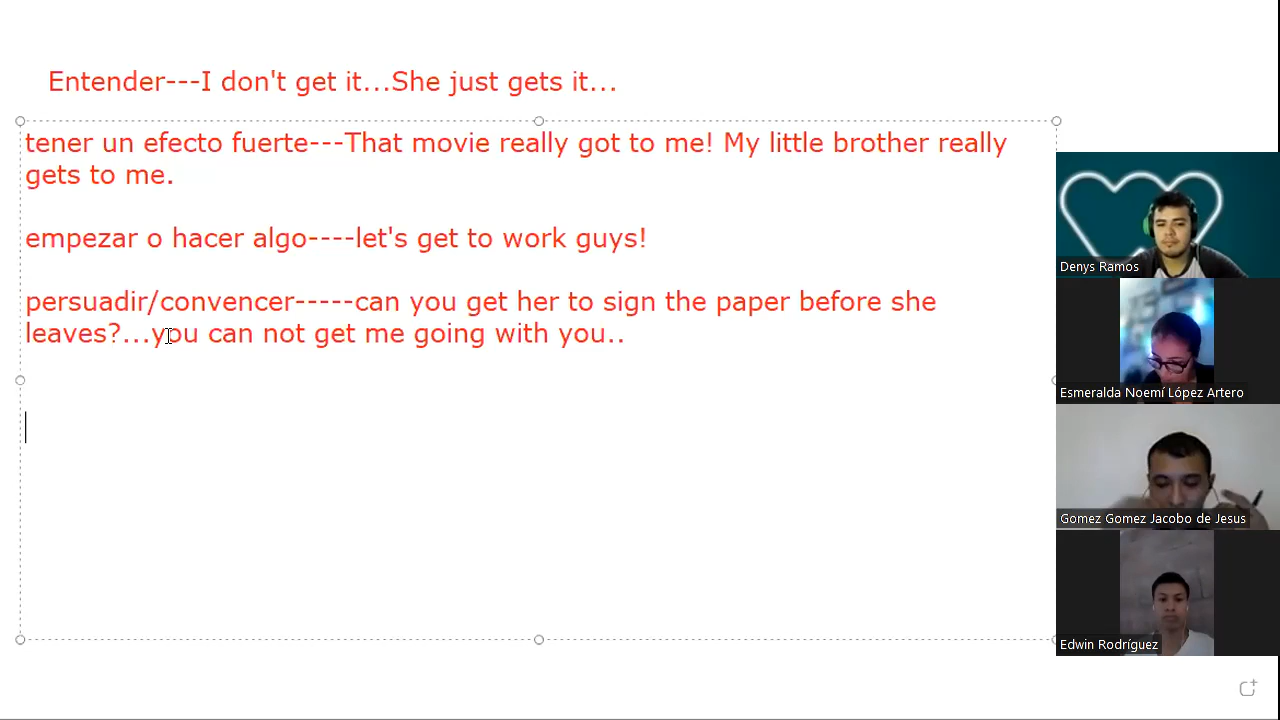 Entender---I don't get it...She just gets it...
tener un efecto fuerte---That movie really got to me! My little brother really
gets to me.
empezar o hacer algo----let's get to work guys!
persuadir/convencer-----can you get her to sign the paper before she
leaves?...you can not get me going with you..
Denys Ramos
Esmeralda Noemí López Artero
Gomez Gomez Jacobo de Jesus
Edwin Rodríguez